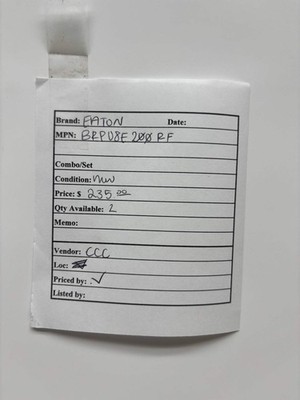 Brand: EATON Date:
MPN: BRPU8F200RF
Combo/Set
Condition: new
Price: $ 235.00
Qty Available: 2
Memo:
Vendor: CCC
Loc:
Priced by: ✓
Listed by: